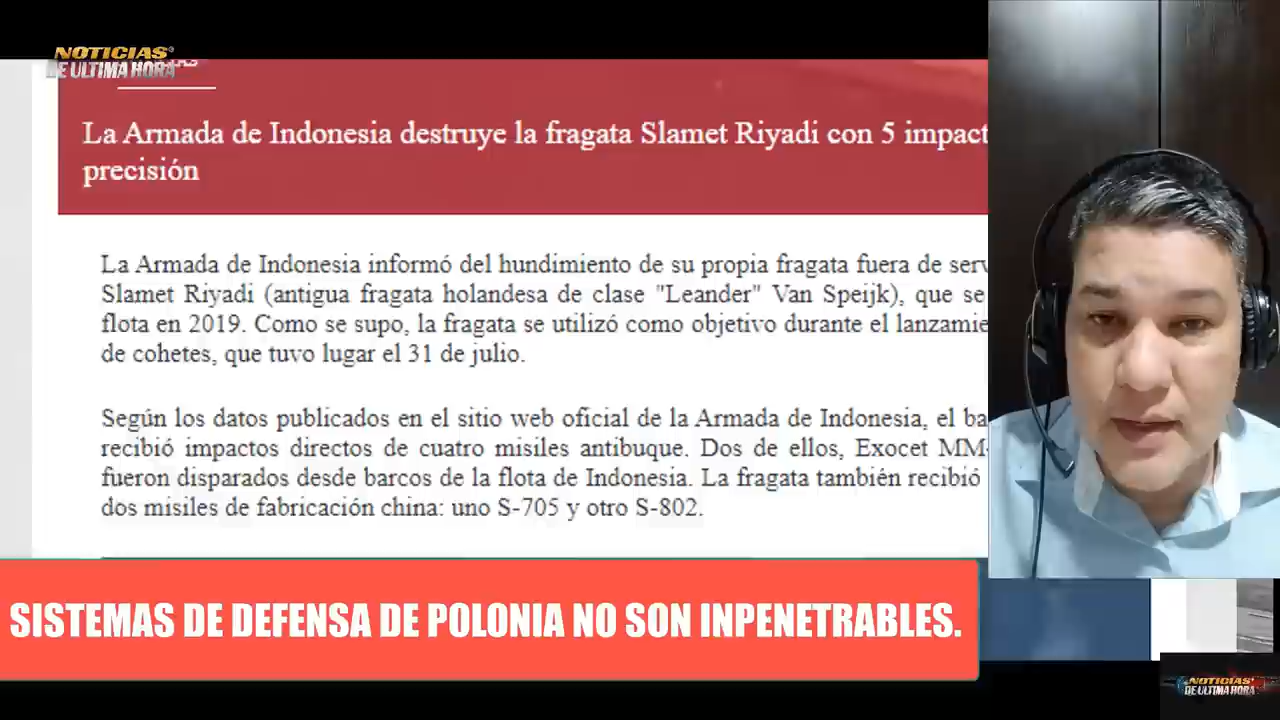 NOTICIAS
DE ULTIMA HORA
La Armada de Indonesia destruye la fragata Slamet Riyadi con 5 impact
precisión
La Armada de Indonesia informó del hundimiento de su propia fragata fuera de serv
Slamet Riyadi (antigua fragata holandesa de clase "Leander" Van Speijk), que se
flota en 2019. Como se supo, la fragata se utilizó como objetivo durante el lanzamie
de cohetes, que tuvo lugar el 31 de julio.
Según los datos publicados en el sitio web oficial de la Armada de Indonesia, el ba
recibió impactos directos de cuatro misiles antibuque. Dos de ellos, Exocet MM-
fueron disparados desde barcos de la flota de Indonesia. La fragata también recibió
dos misiles de fabricación china: uno S-705 y otro S-802.
SISTEMAS DE DEFENSA DE POLONIA NO SON INPENETRABLES.
NOTICIAS
DE ULTIMA HORA